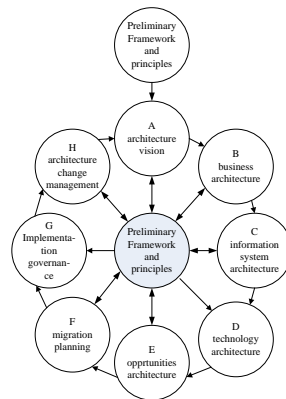 Preliminary
Framework
and
principles
A
architecture
vision
H
architecture
change
management
B
business
architecture
G
Implementa
tion
governan-
ce
Preliminary
Framework
and
principles
C
information
system
architecture
F
migration
planning
D
technology
architecture
E
opprtunities
architecture